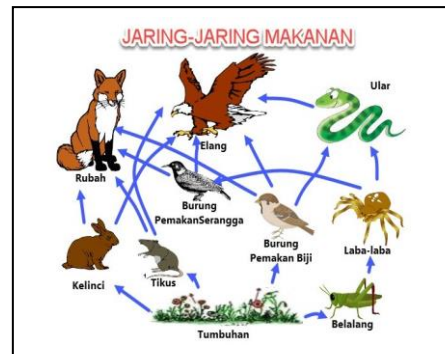 JARING-JARING MAKANAN
Ular
Elang
Rubah
Burung
PemakanSerangga
Burung
Pemakan Biji
Laba-laba
Kelinci
Tikus
Tumbuhan
Belalang